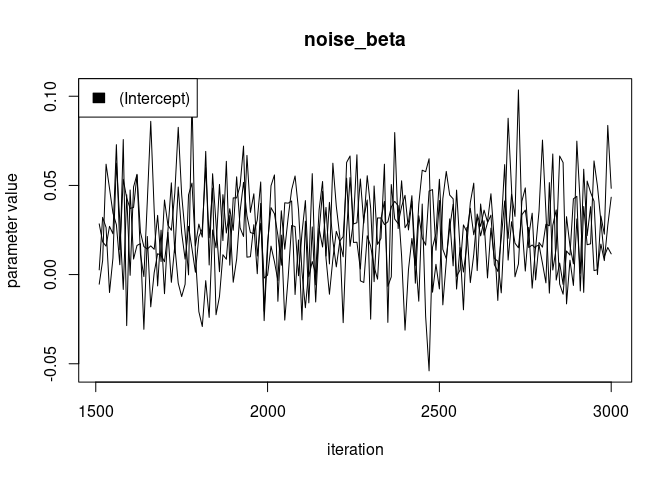 noise_beta
(Intercept)
parameter value
0.10
0.05
0.00
-0.05
1500
2000
2500
3000
iteration